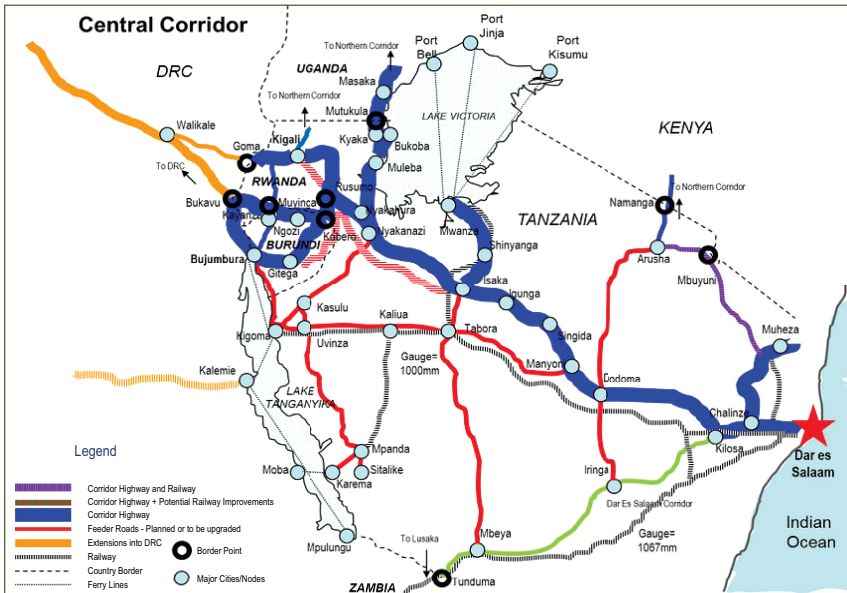 Central Corridor
DRC
UGANDA
To Northern Corridor
To Northern Corridor
Port
Bell
Port
Jinja
Port
Kisumu
Masaka
Mutukula
LAKE VICTORIA
KENYA
Walikale
Goma
Kigali
Kyaka
Bukoba
Muleba
To DRC
RWANDA
Rusumo
Bukavu
Kayanza
Muyinga
Nyakahura
Namanga
To Northern Corridor
Ngozi
Kobero
Nyakanazi
Mwanza
TANZANIA
BURUNDI
Shinyanga
Arusha
Mbuyuni
Bujumbura
Gitega
Isaka
Igunga
Kasulu
Kaliua
Singida
Muheza
Kigoma
Uvinza
Tabora
Gauge=
1000mm
Manyon
Kalemie
Dodoma
LAKE
TANGANYIKA
Chalinze
Mpanda
Kilosa
Dar es
Salaam
Legend
Moba
Karema
Sitalike
Iringa
Dar Es Salaam Corridor
Corridor Highway and Railway
Corridor Highway + Potential Railway Improvements
Corridor Highway
Feeder Roads - Planned or to be upgraded
Extensions into DRC
Railway
Country Border
Ferry Lines
Border Point
Major Cities/Nodes
Mpulungu
To Lusaka
Mbeya
Gauge=
1067mm
Indian
Ocean
ZAMBIA
Tunduma